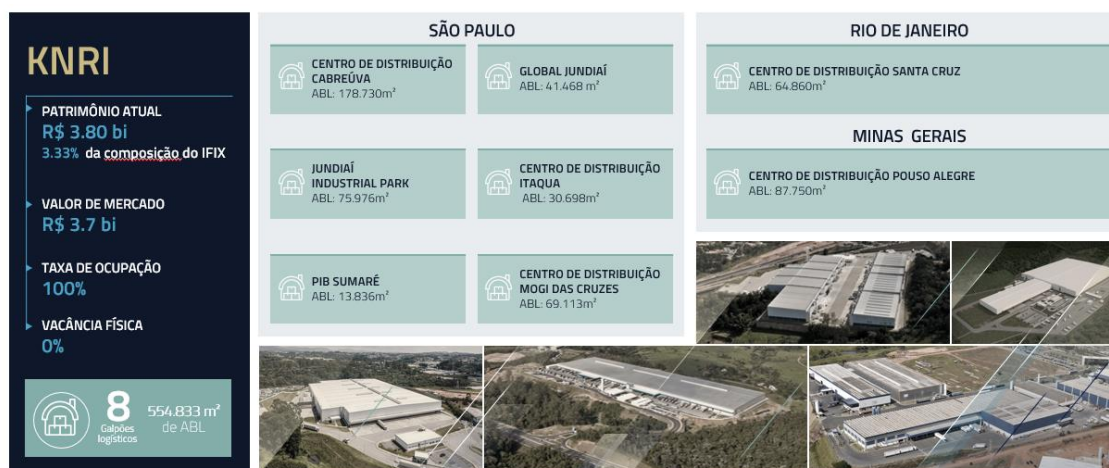 KNRI
PATRIMÔNIO ATUAL
R$ 3.80 bi
3.33% da composição do IFIX
VALOR DE MERCADO
R$ 3.7 bi
TAXA DE OCUPAÇÃO
100%
VACÂNCIA FÍSICA
0%
8
Galpões
logísticos
554.833 m²
de ABL
SÃO PAULO
CENTRO DE DISTRIBUIÇÃO
CABREÚVA
ABL: 178.730m²
GLOBAL JUNDIAÍ
ABL: 41.468 m²
JUNDIAÍ
INDUSTRIAL PARK
ABL: 75.976m²
CENTRO DE DISTRIBUIÇÃO
ITAQUA
ABL: 30.698m²
PIB SUMARÉ
ABL: 13.836m²
CENTRO DE DISTRIBUIÇÃO
MOGI DAS CRUZES
ABL: 69.113m²
RIO DE JANEIRO
CENTRO DE DISTRIBUIÇÃO SANTA CRUZ
ABL: 64.860m²
MINAS GERAIS
CENTRO DE DISTRIBUIÇÃO POUSO ALEGRE
ABL: 87.750m²